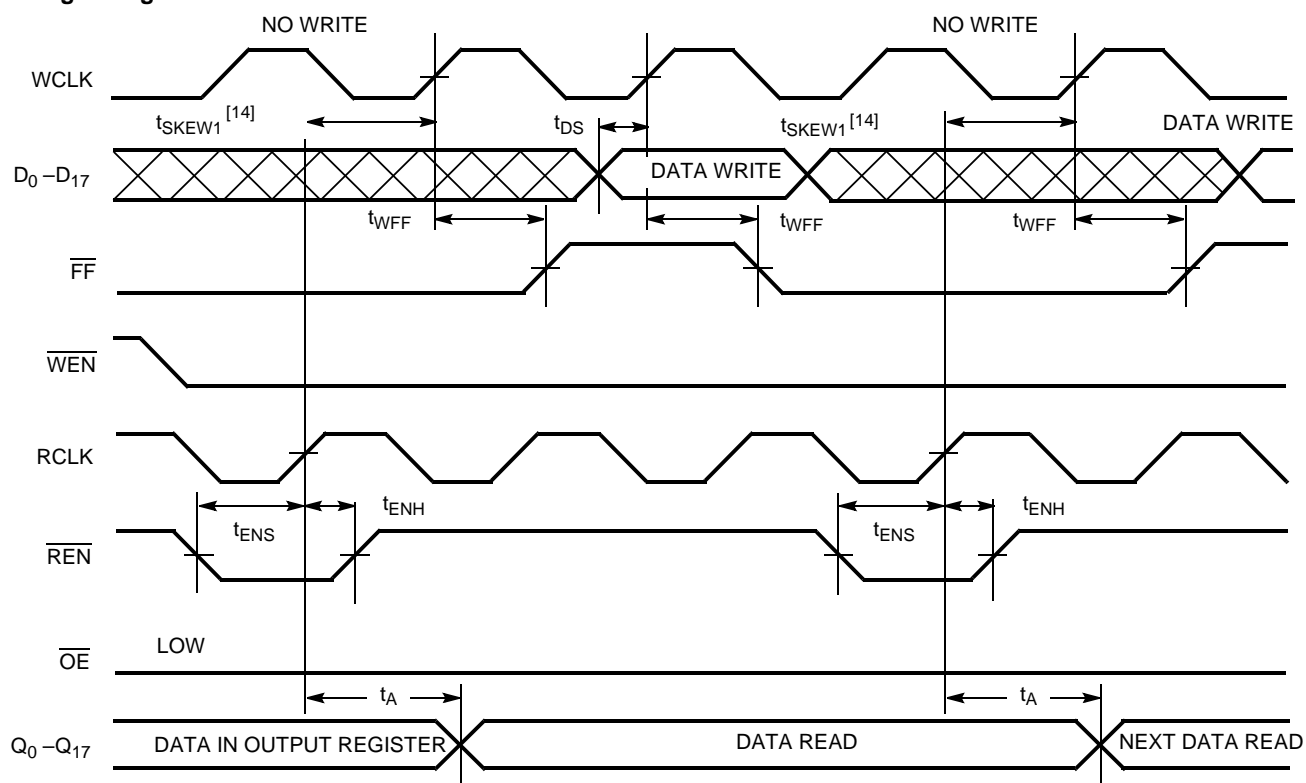 NO WRITE NO WRITE
WCLK
tSKEW1 [14] tDS tSKEW1 [14] DATA WRITE
D0 –D17 DATA WRITE
tWFF tWFF tWFF
FF
WEN
RCLK
tENH tENH
tENS tENS
REN
LOW
OE
tA tA
Q0 –Q17 DATA IN OUTPUT REGISTER DATA READ NEXT DATA READ